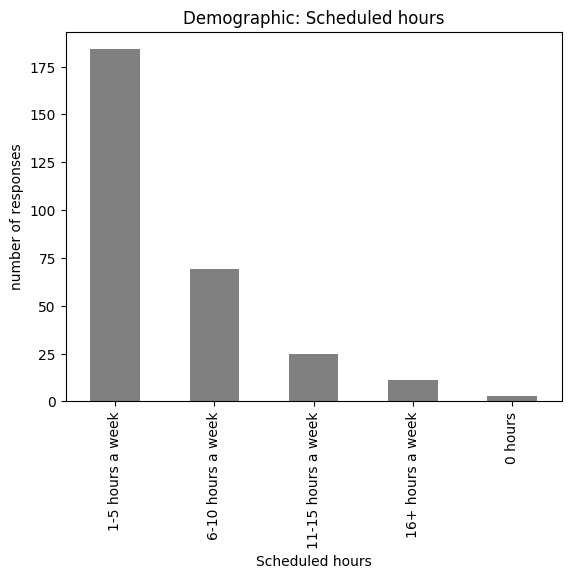 Demographic: Scheduled hours
number of responses
175
150
125
100
75
50
25
0
1-5 hours a week
6-10 hours a week
11-15 hours a week
16+ hours a week
0 hours
Scheduled hours